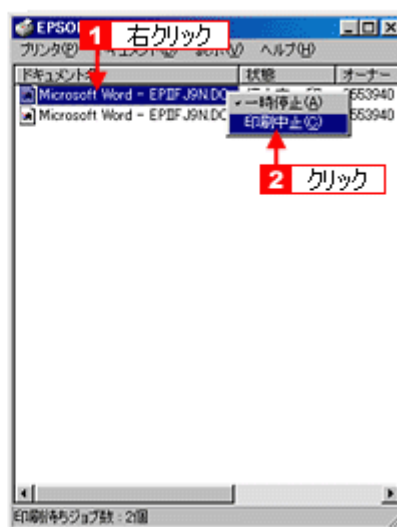 EPSO
1 右クリック
プリンタ(P) ヘルプ(H)
ドキュメント名 状態 オーナー
Microsoft Word - EPIIFJ9N.DO 553940
Microsoft Word - EPIIFJ9N.DO 553940
✓一時停止(A)
印刷中止(C)
2 クリック
印刷待ちジョブ数:2個